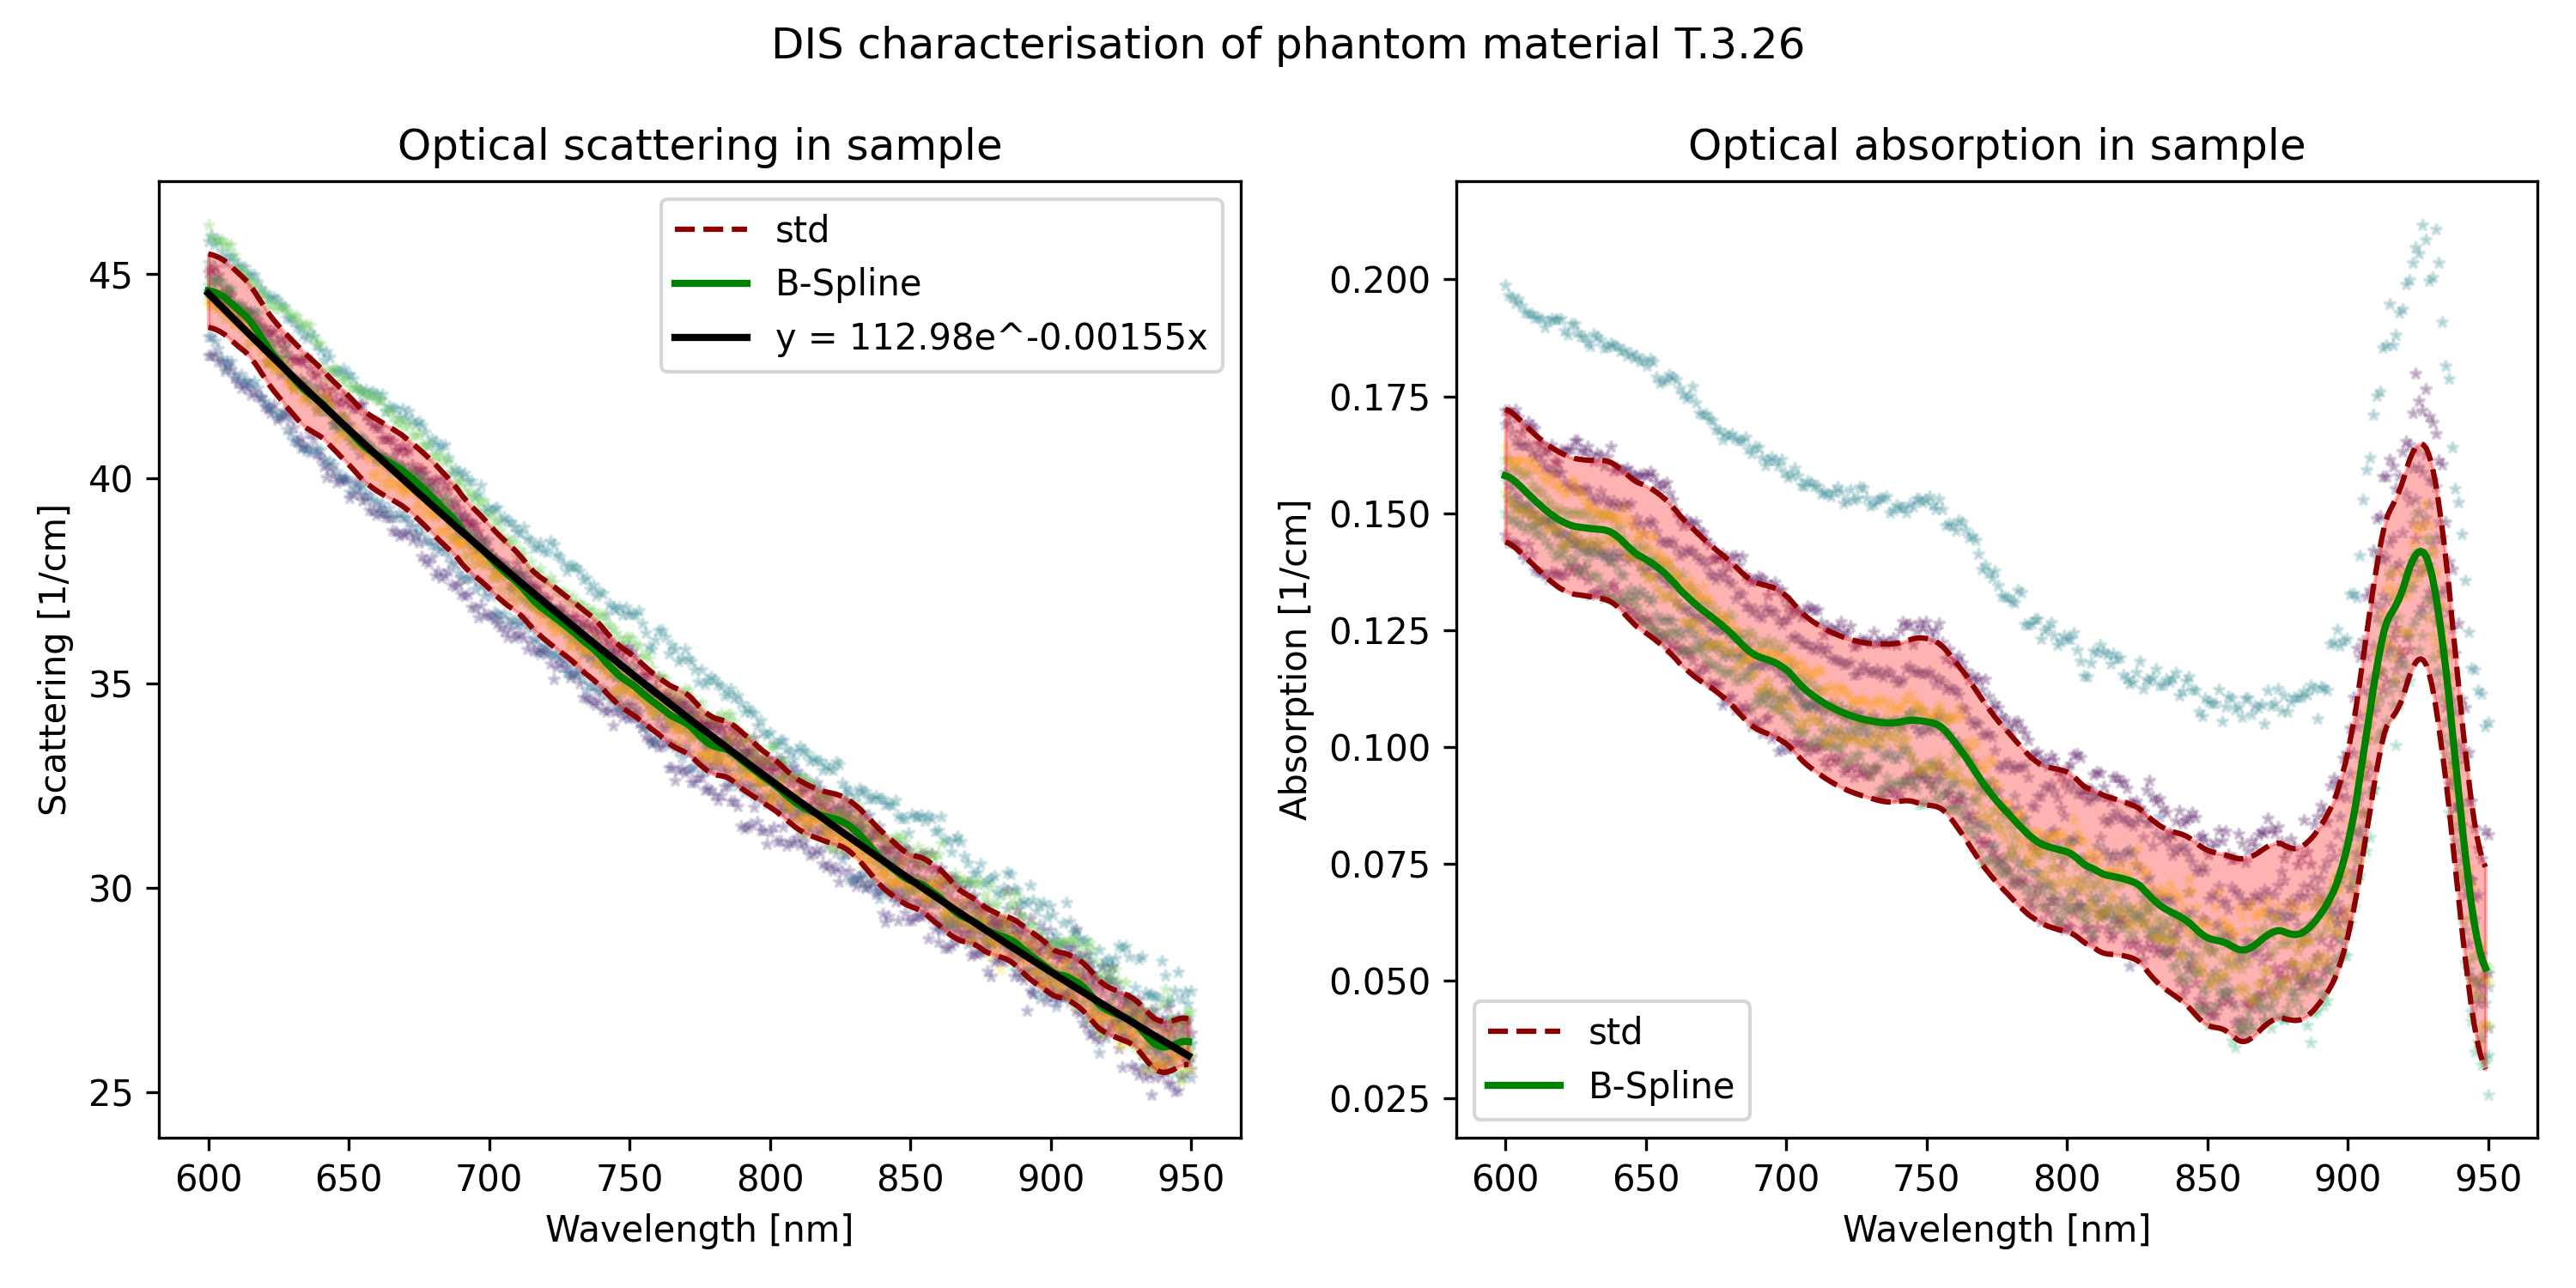 DIS characterisation of phantom material T.3.26
Optical scattering in sample
std
B-Spline
y = 112.98e^-0.00155x
45
40
35
30
25
Scattering [1/cm]
600 650 700 750 800 850 900 950
Wavelength [nm]
Optical absorption in sample
0.200
0.175
0.150
0.125
0.100
0.075
0.050
0.025
Absorption [1/cm]
std
B-Spline
600 650 700 750 800 850 900 950
Wavelength [nm]